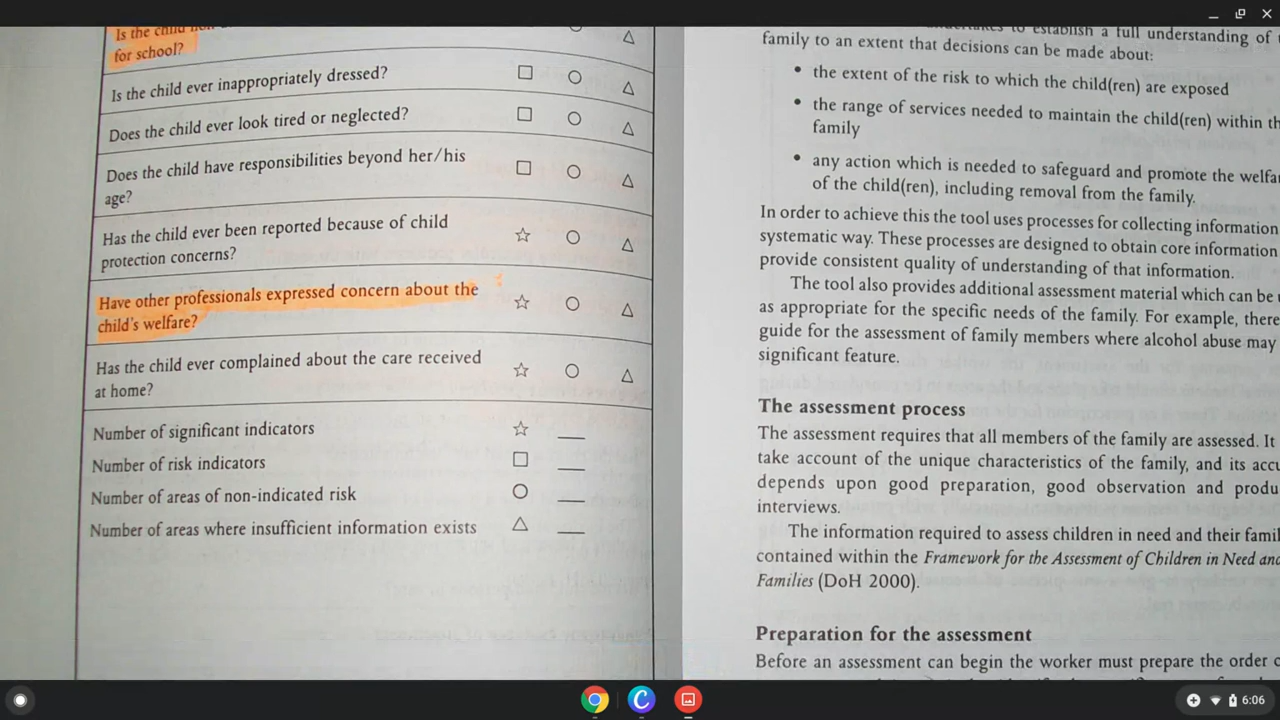 Is the child
for school?
Is the child ever inappropriately dressed?
Does the child ever look tired or neglected?
Does the child have responsibilities beyond her/his
age?
Has the child ever been reported because of child
protection concerns?
Have other professionals expressed concern about the
child's welfare?
Has the child ever complained about the care received
at home?
Number of significant indicators
Number of risk indicators
Number of areas of non-indicated risk
Number of areas where insufficient information exists
to establish a full understanding of
family to an extent that decisions can be made about:
• the extent of the risk to which the child(ren) are exposed
• the range of services needed to maintain the child(ren) within th
family
• any action which is needed to safeguard and promote the welfa
of the child(ren), including removal from the family.
In order to achieve this the tool uses processes for collecting information
systematic way. These processes are designed to obtain core information
provide consistent quality of understanding of that information.
The tool also provides additional assessment material which can be
as appropriate for the specific needs of the family. For example, there
guide for the assessment of family members where alcohol abuse may
significant feature.
The assessment process
The assessment requires that all members of the family are assessed. It
take account of the unique characteristics of the family, and its accu
depends upon good preparation, good observation and produ
interviews.
The information required to assess children in need and their famil
contained within the Framework for the Assessment of Children in Need and
Families (DoH 2000).
Preparation for the assessment
Before an assessment can begin the worker must prepare the order o
6:06